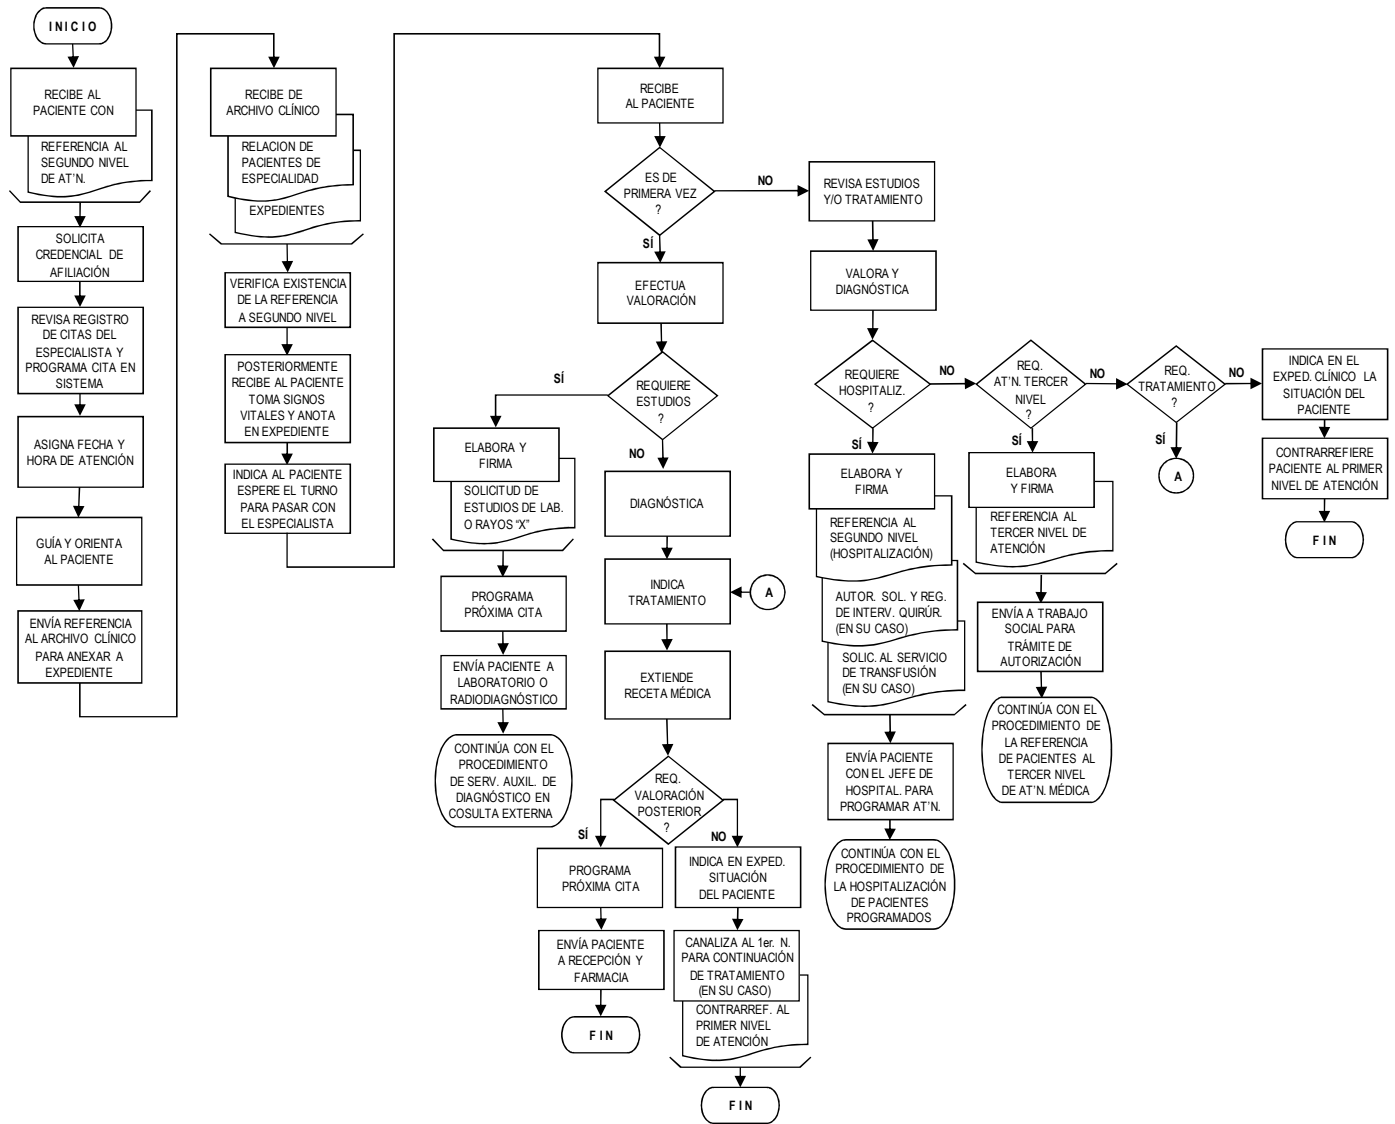 INICIO
RECIBE AL
PACIENTE CON
REFERENCIA AL
SEGUNDO NIVEL
DE AT'N.
SOLICITA
CREDENCIAL DE
AFILIACIÓN
REVISA REGISTRO
DE CITAS DEL
ESPECIALISTA Y
PROGRAMA CITA EN
SISTEMA
ASIGNA FECHA Y
HORA DE ATENCIÓN
GUÍA Y ORIENTA
AL PACIENTE
ENVÍA REFERENCIA
AL ARCHIVO CLÍNICO
PARA ANEXAR A
EXPEDIENTE
RECIBE DE
ARCHIVO CLÍNICO
RELACION DE
PACIENTES DE
ESPECIALIDAD
EXPEDIENTES
VERIFICA EXISTENCIA
DE LA REFERENCIA
A SEGUNDO NIVEL
POSTERIORMENTE
RECIBE AL PACIENTE
TOMA SIGNOS
VITALES Y ANOTA
EN EXPEDIENTE
INDICA AL PACIENTE
ESPERE EL TURNO
PARA PASAR CON
EL ESPECIALISTA
RECIBE
AL PACIENTE
ES DE
PRIMERA VEZ
?
NO
SÍ
EFECTUA
VALORACIÓN
REQUIERE
ESTUDIOS
?
SÍ
NO
ELABORA Y
FIRMA
SOLICITUD DE
ESTUDIOS DE LAB.
O RAYOS “X”
PROGRAMA
PRÓXIMA CITA
ENVÍA PACIENTE A
LABORATORIO O
RADIODIAGNÓSTICO
CONTINÚA CON EL
PROCEDIMIENTO
DE SERV. AUXIL. DE
DIAGNÓSTICO EN
COSULTA EXTERNA
DIAGNÓSTICA
INDICA
TRATAMIENTO
A
EXTIENDE
RECETA MÉDICA
REQ.
VALORACIÓN
POSTERIOR
?
SÍ
NO
PROGRAMA
PRÓXIMA CITA
ENVÍA PACIENTE
A RECEPCIÓN Y
FARMACIA
FIN
INDICA EN EXPED.
SITUACIÓN
DEL PACIENTE
CANALIZA AL 1er. N.
PARA CONTINUACIÓN
DE TRATAMIENTO
(EN SU CASO)
CONTRARREF. AL
PRIMER NIVEL
DE ATENCIÓN
FIN
REVISA ESTUDIOS
Y/O TRATAMIENTO
VALORA Y
DIAGNÓSTICA
REQUIERE
HOSPITALIZ.
?
NO
SÍ
ELABORA Y
FIRMA
REFERENCIA AL
SEGUNDO NIVEL
(HOSPITALIZACIÓN)
AUTOR. SOL. Y REG.
DE INTERV. QUIRÚR.
(EN SU CASO)
SOLIC. AL SERVICIO
DE TRANSFUSIÓN
(EN SU CASO)
ENVÍA PACIENTE
CON EL JEFE DE
HOSPITAL. PARA
PROGRAMAR AT'N.
CONTINÚA CON EL
PROCEDIMIENTO DE
LA HOSPITALIZACIÓN
DE PACIENTES
PROGRAMADOS
REQ.
AT'N. TERCER
NIVEL
?
NO
SÍ
ELABORA
Y FIRMA
REFERENCIA AL
TERCER NIVEL DE
ATENCIÓN
ENVÍA A TRABAJO
SOCIAL PARA
TRÁMITE DE
AUTORIZACIÓN
CONTINÚA CON EL
PROCEDIMIENTO DE
LA REFERENCIA
DE PACIENTES AL
TERCER NIVEL
DE AT'N. MÉDICA
REQ.
TRATAMIENTO
?
NO
SÍ
A
INDICA EN EL
EXPED. CLÍNICO LA
SITUACIÓN DEL
PACIENTE
CONTRARREFIERE
PACIENTE AL PRIMER
NIVEL DE ATENCIÓN
FIN